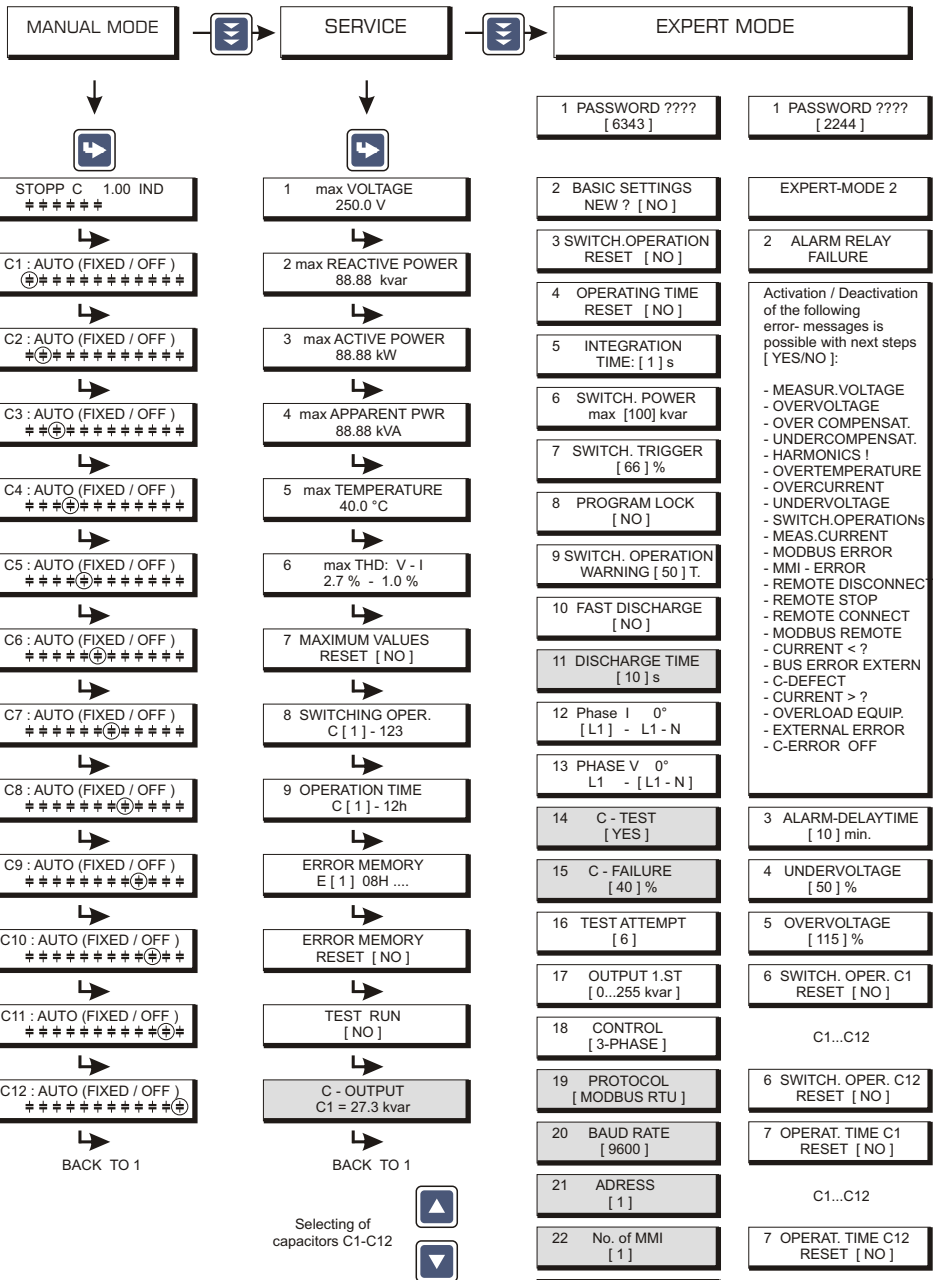 MANUAL MODE
SERVICE
EXPERT MODE
STOPP C 1.00 IND
C1 : AUTO (FIXED / OFF )
C2 : AUTO (FIXED / OFF )
C3 : AUTO (FIXED / OFF )
C4 : AUTO (FIXED / OFF )
C5 : AUTO (FIXED / OFF )
C6 : AUTO (FIXED / OFF )
C7 : AUTO (FIXED / OFF )
C8 : AUTO (FIXED / OFF )
C9 : AUTO (FIXED / OFF )
C10 : AUTO (FIXED / OFF )
C11 : AUTO (FIXED / OFF )
C12 : AUTO (FIXED / OFF )
BACK TO 1
1 max VOLTAGE
250.0 V
2 max REACTIVE POWER
88.88 kvar
3 max ACTIVE POWER
88.88 kW
4 max APPARENT PWR
88.88 kVA
5 max TEMPERATURE
40.0 °C
6 max THD: V - I
2.7 % - 1.0 %
7 MAXIMUM VALUES
RESET [ NO ]
8 SWITCHING OPER.
C [ 1 ] - 123
9 OPERATION TIME
C [ 1 ] - 12h
ERROR MEMORY
E [ 1 ] 08H ....
ERROR MEMORY
RESET [ NO ]
TEST RUN
[ NO ]
C - OUTPUT
C1 = 27.3 kvar
BACK TO 1
Selecting of
capacitors C1-C12
1 PASSWORD ????
[ 6343 ]
2 BASIC SETTINGS
NEW ? [ NO ]
3 SWITCH.OPERATION
RESET [ NO ]
4 OPERATING TIME
RESET [ NO ]
5 INTEGRATION
TIME: [ 1 ] s
6 SWITCH. POWER
max [100] kvar
7 SWITCH. TRIGGER
[ 66 ] %
8 PROGRAM LOCK
[ NO ]
9 SWITCH. OPERATION
WARNING [ 50 ] T.
10 FAST DISCHARGE
[ NO ]
11 DISCHARGE TIME
[ 10 ] s
12 Phase I 0°
[ L1 ] - L1 - N
13 PHASE V 0°
L1 - [ L1 - N ]
14 C - TEST
[ YES ]
15 C - FAILURE
[ 40 ] %
16 TEST ATTEMPT
[ 6 ]
17 OUTPUT 1.ST
[ 0...255 kvar ]
18 CONTROL
[ 3-PHASE ]
19 PROTOCOL
[ MODBUS RTU ]
20 BAUD RATE
[ 9600 ]
21 ADRESS
[ 1 ]
22 No. of MMI
[ 1 ]
1 PASSWORD ????
[ 2244 ]
EXPERT-MODE 2
2 ALARM RELAY
FAILURE
Activation / Deactivation
of the following
error- messages is
possible with next steps
[ YES/NO ]:
- MEASUR.VOLTAGE
- OVERVOLTAGE
- OVER COMPENSAT.
- UNDERCOMPENSAT.
- HARMONICS !
- OVERTEMPERATURE
- OVERCURRENT
- UNDERVOLTAGE
- SWITCH.OPERATIONs
- MEAS.CURRENT
- MODBUS ERROR
- MMI - ERROR
- REMOTE DISCONNECT
- REMOTE STOP
- REMOTE CONNECT
- MODBUS REMOTE
- CURRENT < ?
- BUS ERROR EXTERN
- C-DEFECT
- CURRENT > ?
- OVERLOAD EQUIP.
- EXTERNAL ERROR
- C-ERROR OFF
3 ALARM-DELAYTIME
[ 10 ] min.
4 UNDERVOLTAGE
[ 50 ] %
5 OVERVOLTAGE
[ 115 ] %
6 SWITCH. OPER. C1
RESET [ NO ]
C1...C12
6 SWITCH. OPER. C12
RESET [ NO ]
7 OPERAT. TIME C1
RESET [ NO ]
C1...C12
7 OPERAT. TIME C12
RESET [ NO ]